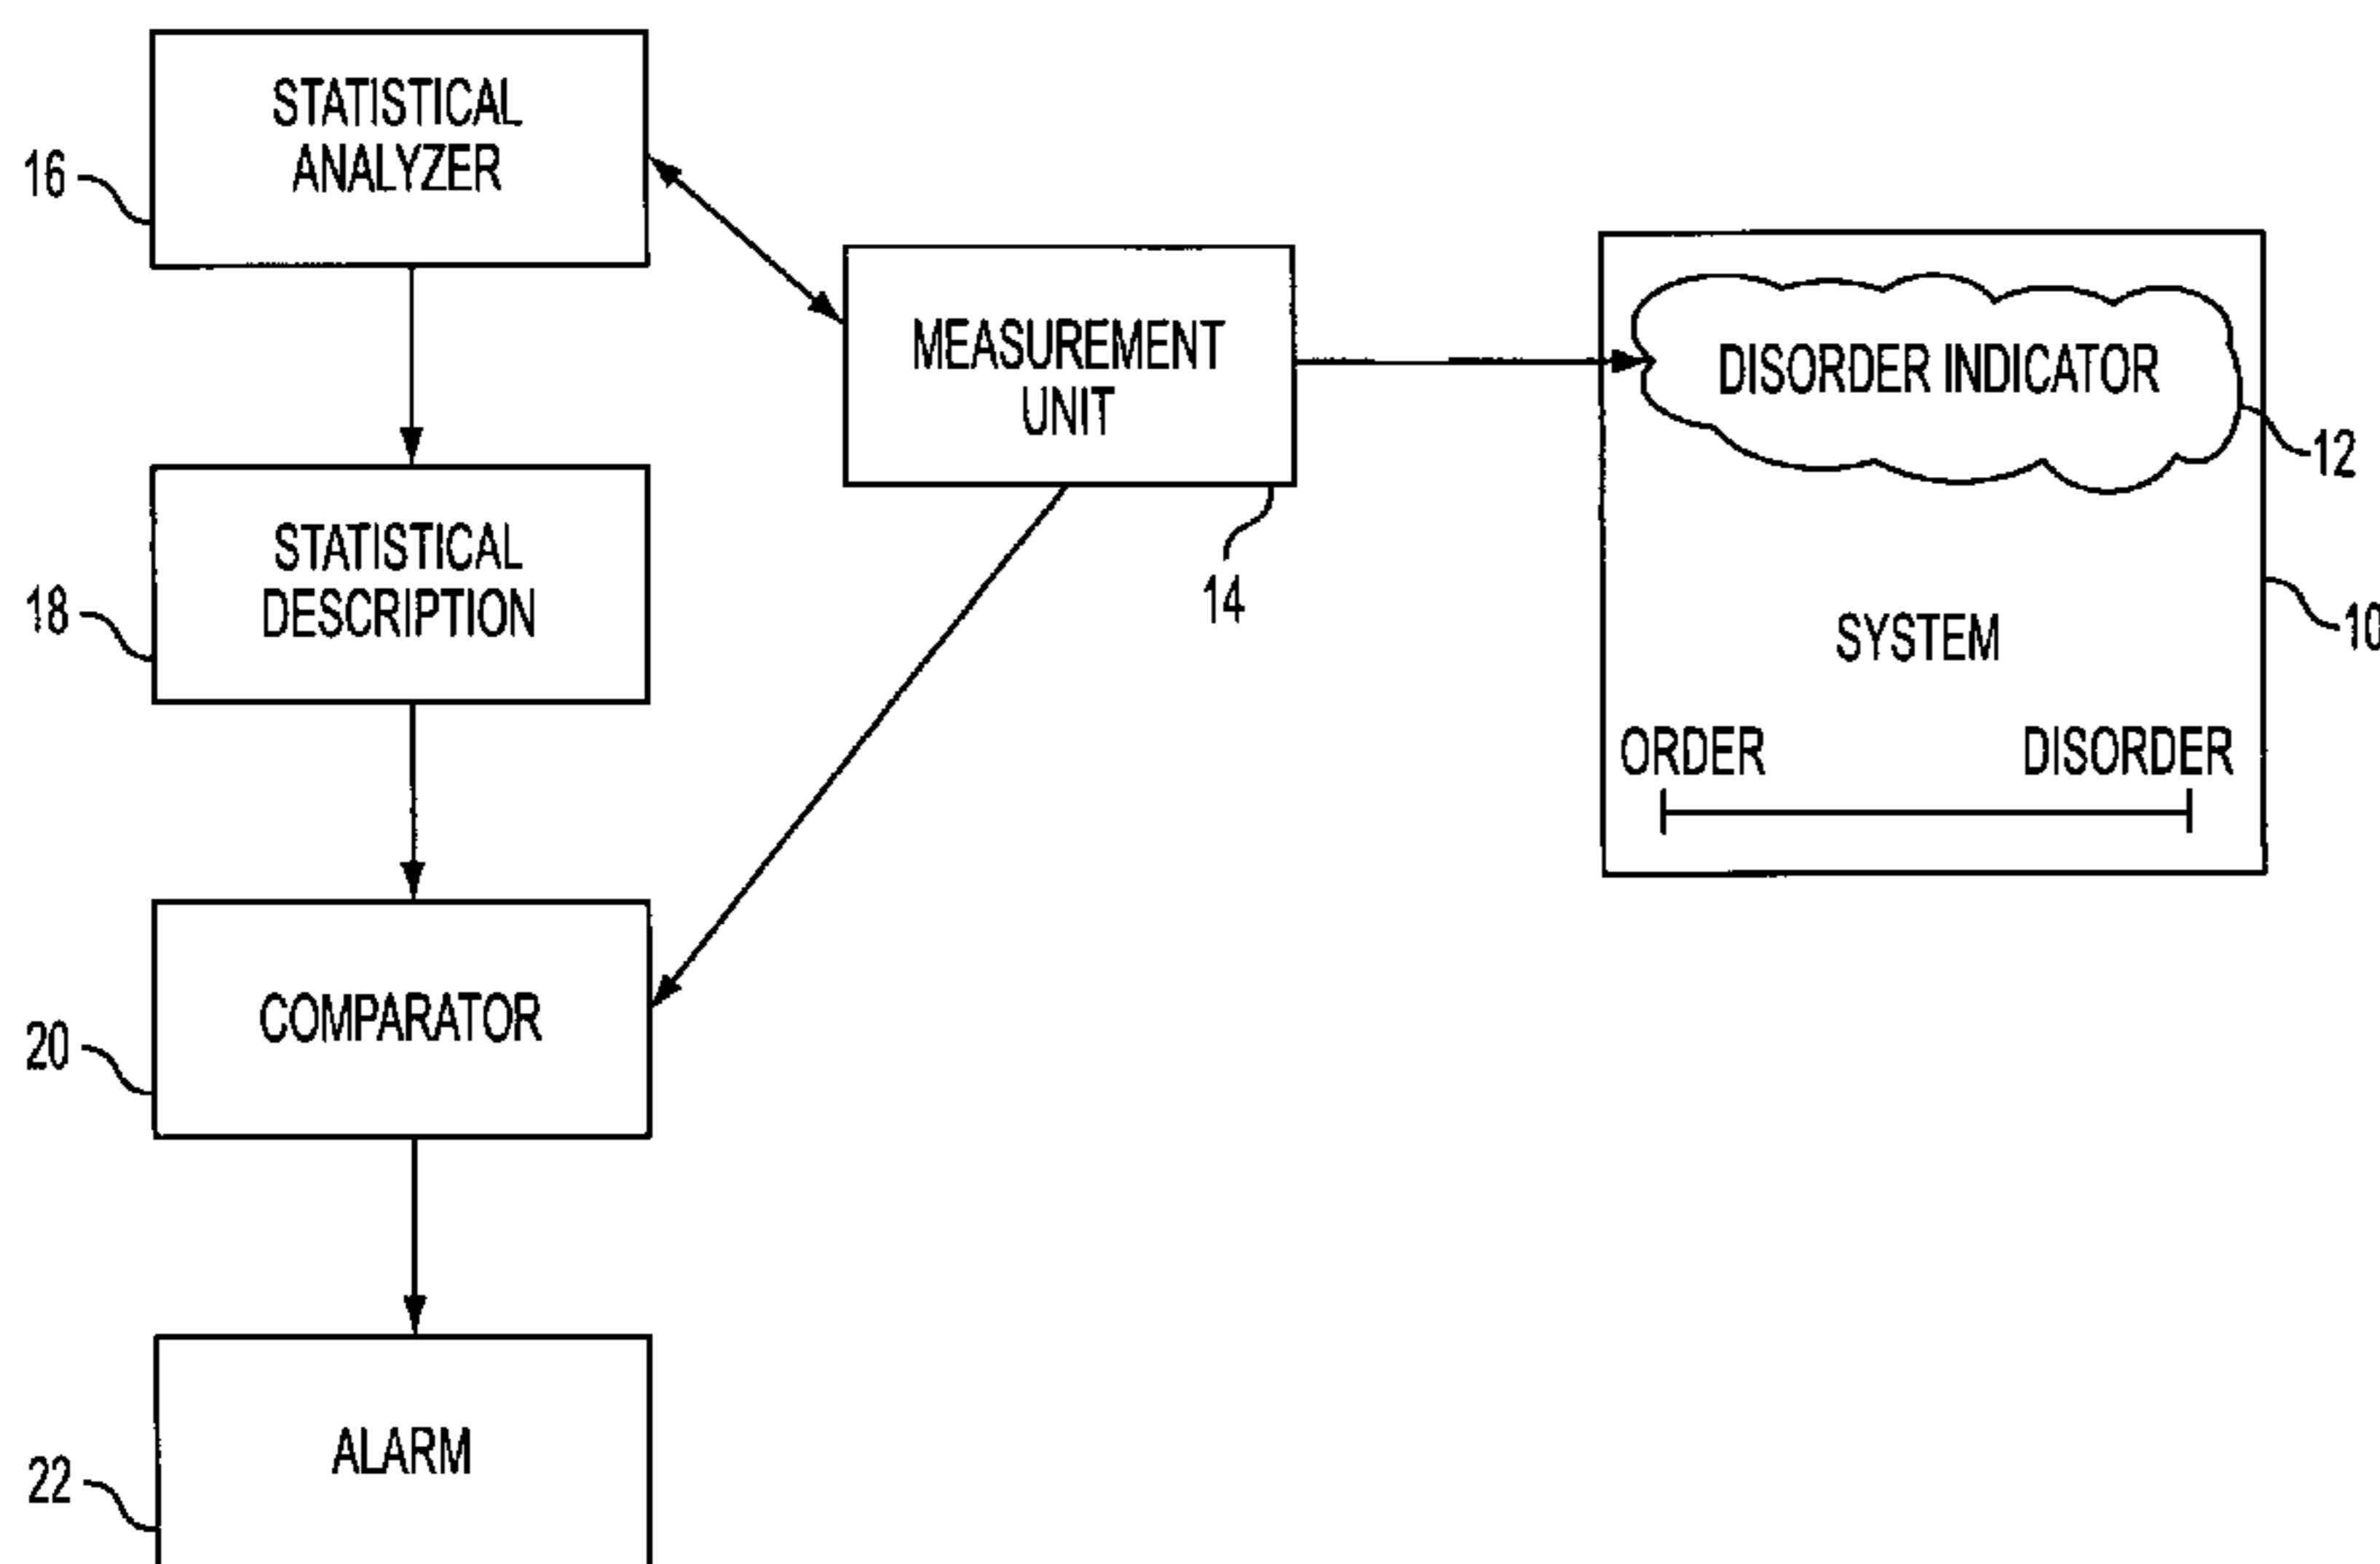 STATISTICAL
ANALYZER
16
MEASUREMENT
UNIT
14
DISORDER INDICATOR
12
SYSTEM
10
ORDER DISORDER
STATISTICAL
DESCRIPTION
18
COMPARATOR
20
ALARM
22